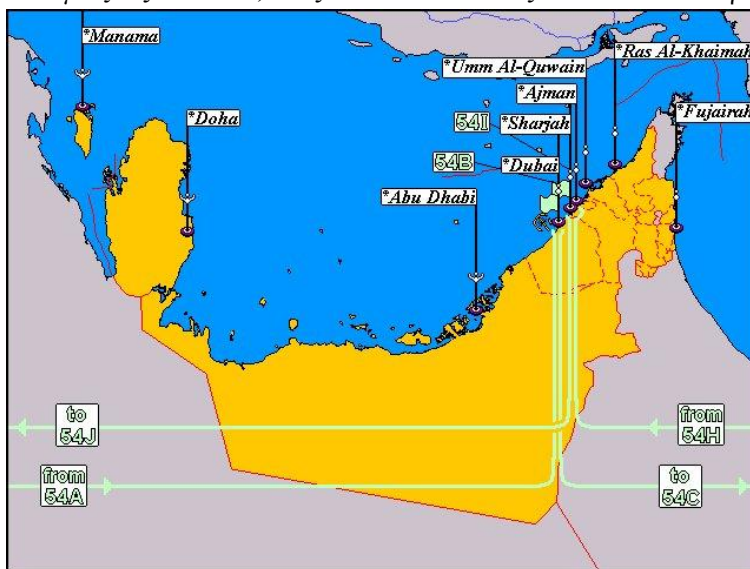 *Manama
*Ras Al-Khaimah
*Umm Al-Quwain
*Ajman
*Fujairah
*Doha
54I
*Sharjah
54B
*Dubai
*Abu Dhabi
to
54J
from
54H
from
54A
to
54C